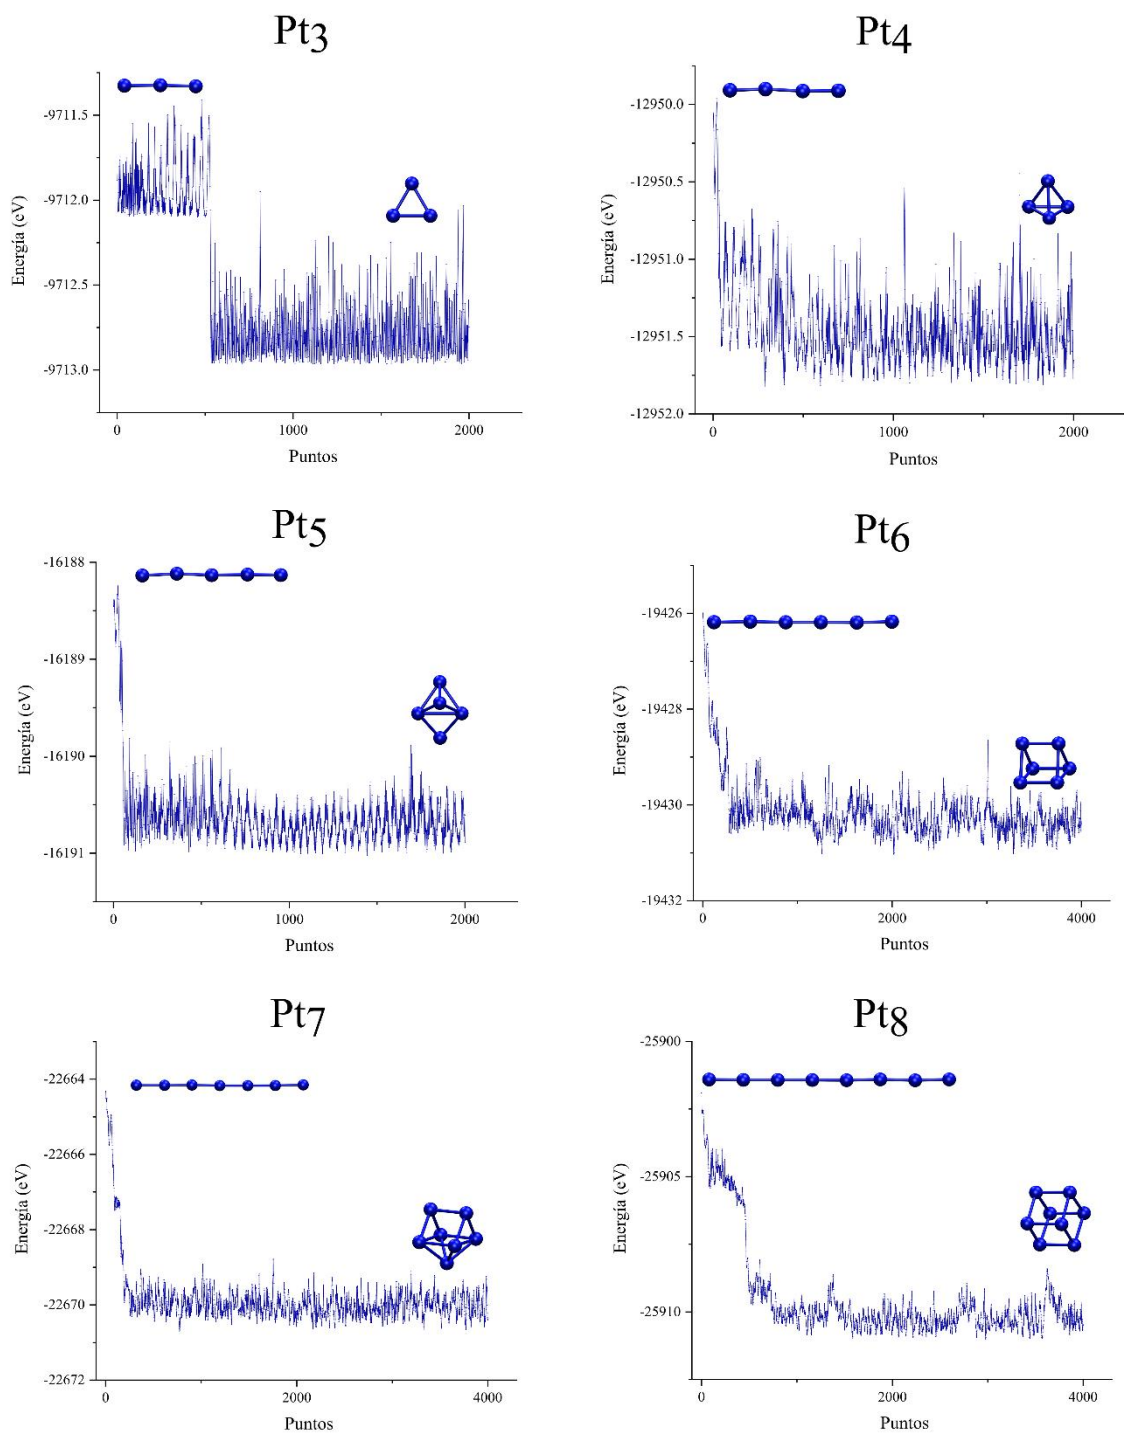 Pt3
Pt4
-9711.5
-9712.0
-9712.5
-9713.0
Energía (eV)
0
1000
2000
Puntos
-12950.0
-12950.5
-12951.0
-12951.5
-12952.0
Energía (eV)
0
1000
2000
Puntos
Pt5
Pt6
-16188
-16189
-16190
-16191
Energía (eV)
0
1000
2000
Puntos
-19426
-19428
-19430
-19432
Energía (eV)
0
2000
4000
Puntos
Pt7
Pt8
-22664
-22666
-22668
-22670
-22672
Energía (eV)
0
2000
4000
Puntos
-25900
-25905
-25910
Energía (eV)
0
2000
4000
Puntos